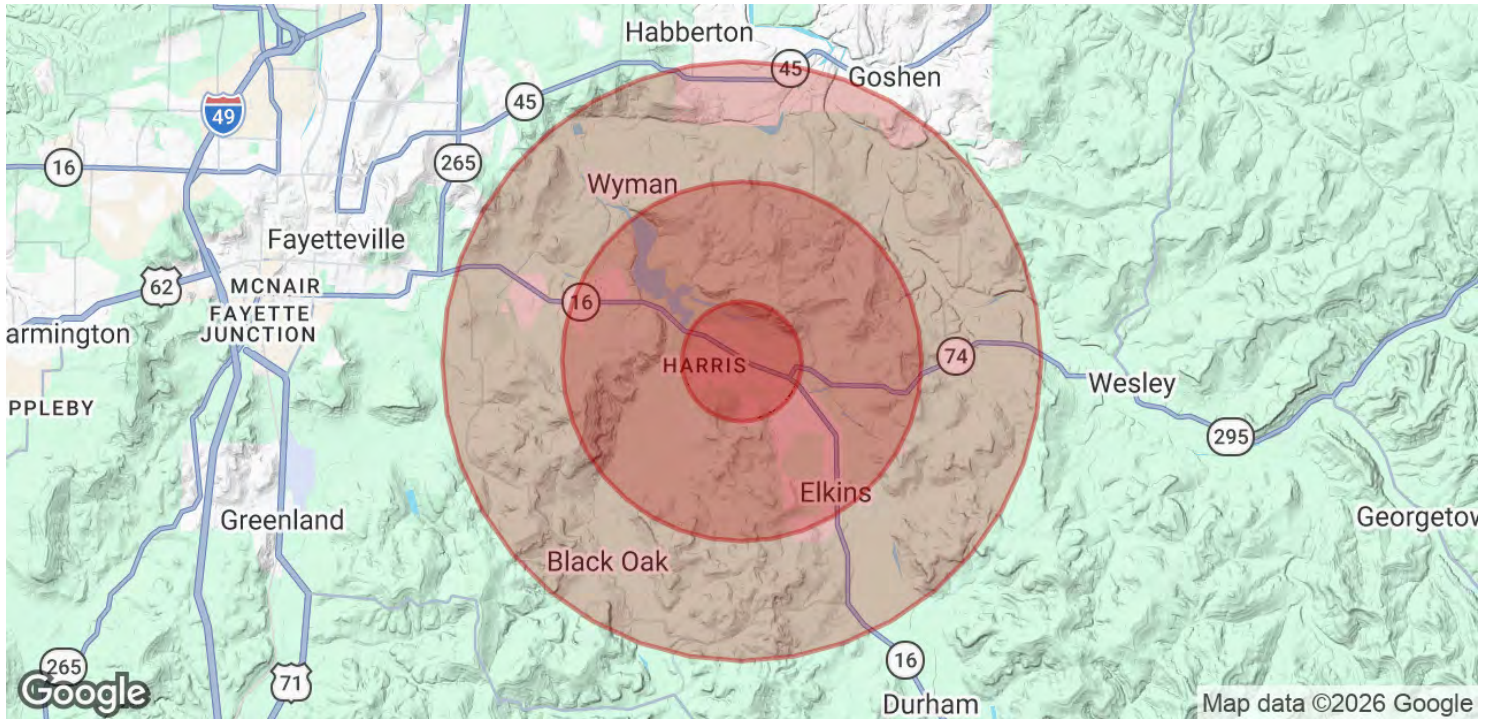 Habberton
45
Goshen
49
45
16
265
Wyman
Fayetteville
62
MCNAIR
FAYETTE
JUNCTION
16
armington
HARRIS
74
Wesley
PPLEBY
295
Elkins
Greenland
Georgetov
Black Oak
265
71
16
Durham
Google
Map data ©2026 Google